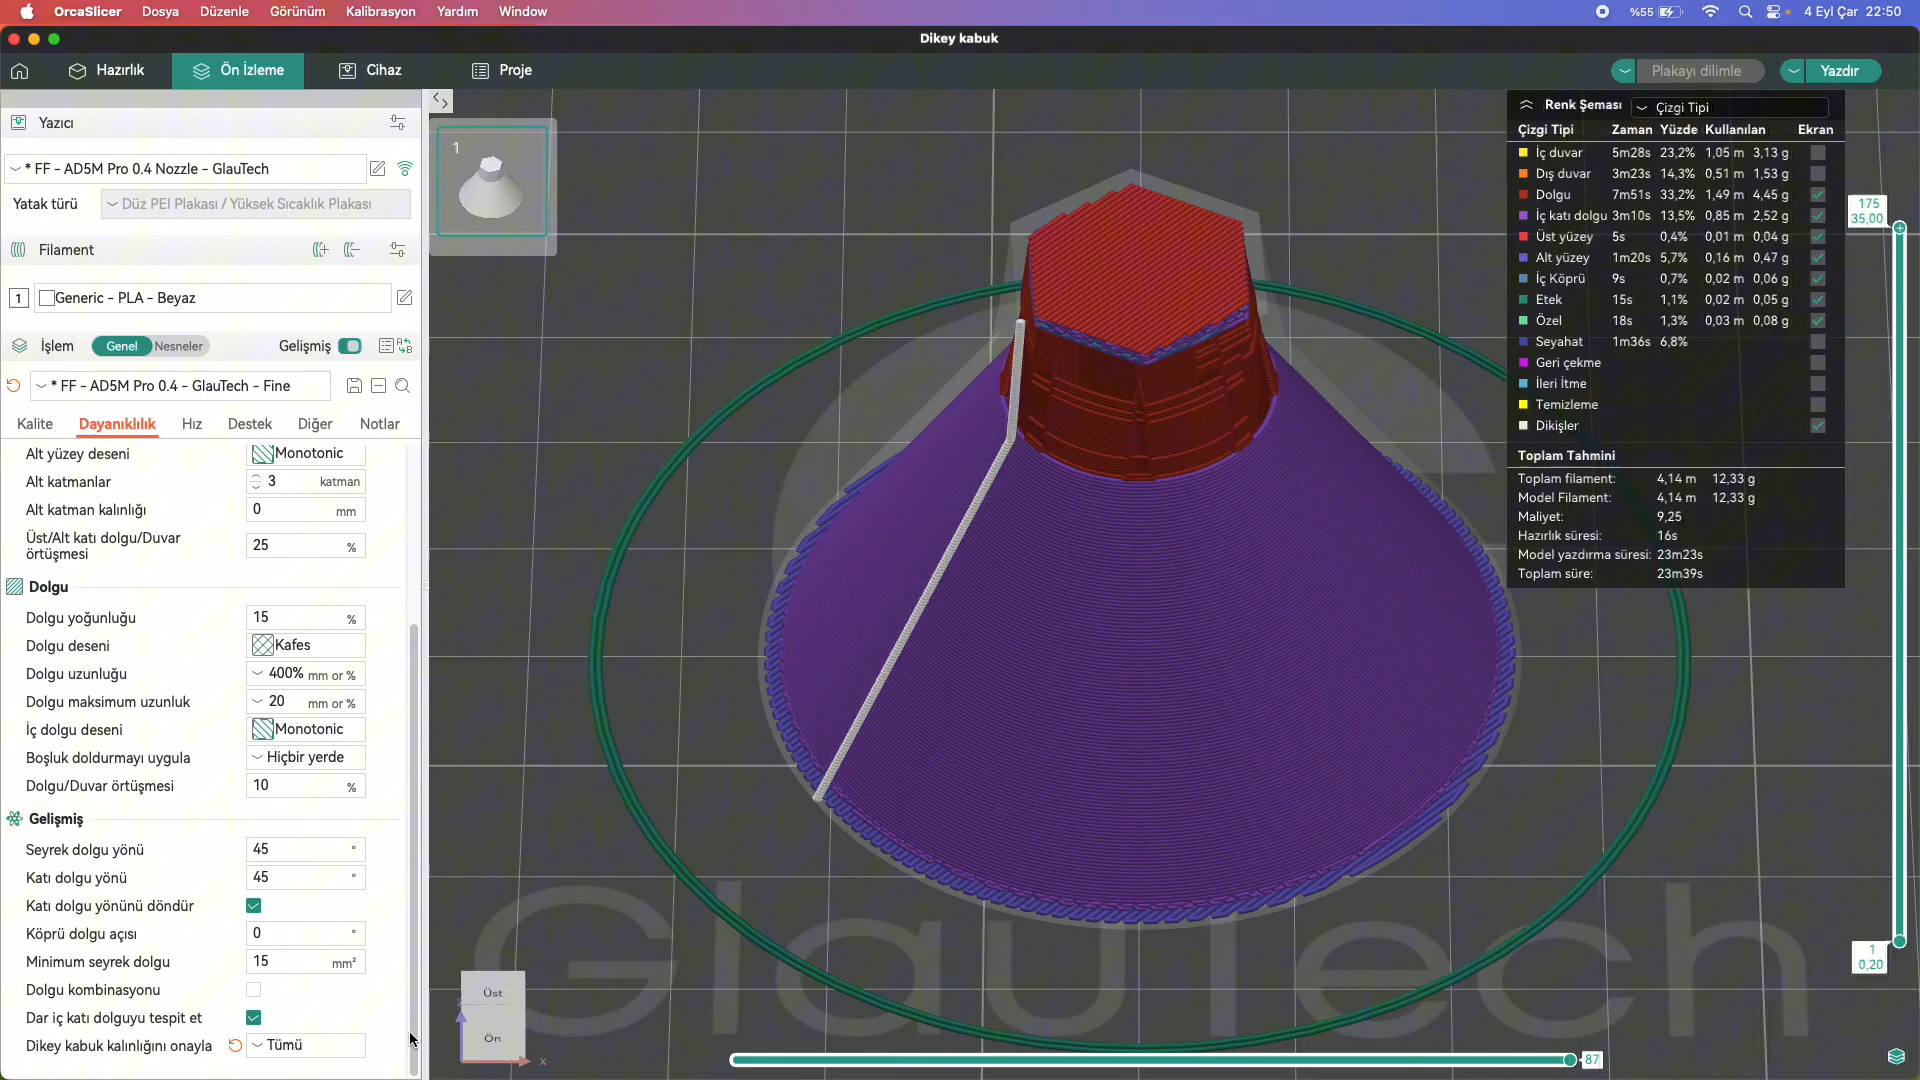 OrcaSlicer Dosya Düzenle Görünüm Kalibrasyon Yardım Window %55 4 Eyl Çar 22:50
Dikey kabuk
Hazırlık Ön İzleme Cihaz Proje Plakayı dilimle Yazdır
Yazıcı
* FF - AD5M Pro 0.4 Nozzle - GlauTech
Yatak türü Düz PEI Plakası / Yüksek Sıcaklık Plakası
Filament
1 Generic - PLA - Beyaz
İşlem Genel Nesneler Gelişmiş
* FF - AD5M Pro 0.4 - GlauTech - Fine
Kalite Dayanıklılık Hız Destek Diğer Notlar
Alt yüzey deseni Monotonic
Alt katmanlar 3 katman
Alt katman kalınlığı 0 mm
Üst/Alt katı dolgu/Duvar
örtüşmesi 25 %
Dolgu
Dolgu yoğunluğu 15 %
Dolgu deseni Kafes
Dolgu uzunluğu 400% mm or %
Dolgu maksimum uzunluk 20 mm or %
İç dolgu deseni Monotonic
Boşluk doldurmayı uygula Hiçbir yerde
Dolgu/Duvar örtüşmesi 10 %
Gelişmiş
Seyrek dolgu yönü 45 °
Katı dolgu yönü 45 °
Katı dolgu yönünü döndür
Köprü dolgu açısı 0 °
Minimum seyrek dolgu 15 mm²
Dolgu kombinasyonu
Dar iç katı dolguyu tespit et
Dikey kabuk kalınlığını onayla Tümü
1
Renk Şeması Çizgi Tipi
Çizgi Tipi Zaman Yüzde Kullanılan Ekran
İç duvar 5m28s 23,2% 1,05 m 3,13 g
Dış duvar 3m23s 14,3% 0,51 m 1,53 g
Dolgu 7m51s 33,2% 1,49 m 4,45 g
İç katı dolgu 3m10s 13,5% 0,85 m 2,52 g
Üst yüzey 5s 0,4% 0,01 m 0,04 g
Alt yüzey 1m20s 5,7% 0,16 m 0,47 g
İç Köprü 9s 0,7% 0,02 m 0,06 g
Etek 15s 1,1% 0,02 m 0,05 g
Özel 18s 1,3% 0,03 m 0,08 g
Seyahat 1m36s 6,8%
Geri çekme
İleri İtme
Temizleme
Dikişler
Toplam Tahmini
Toplam filament: 4,14 m 12,33 g
Model Filament: 4,14 m 12,33 g
Maliyet: 9,25
Hazırlık süresi: 16s
Model yazdırma süresi: 23m23s
Toplam süre: 23m39s
175
35,00
1
0,20
GlauTech
Üst
Ön
z
x
87